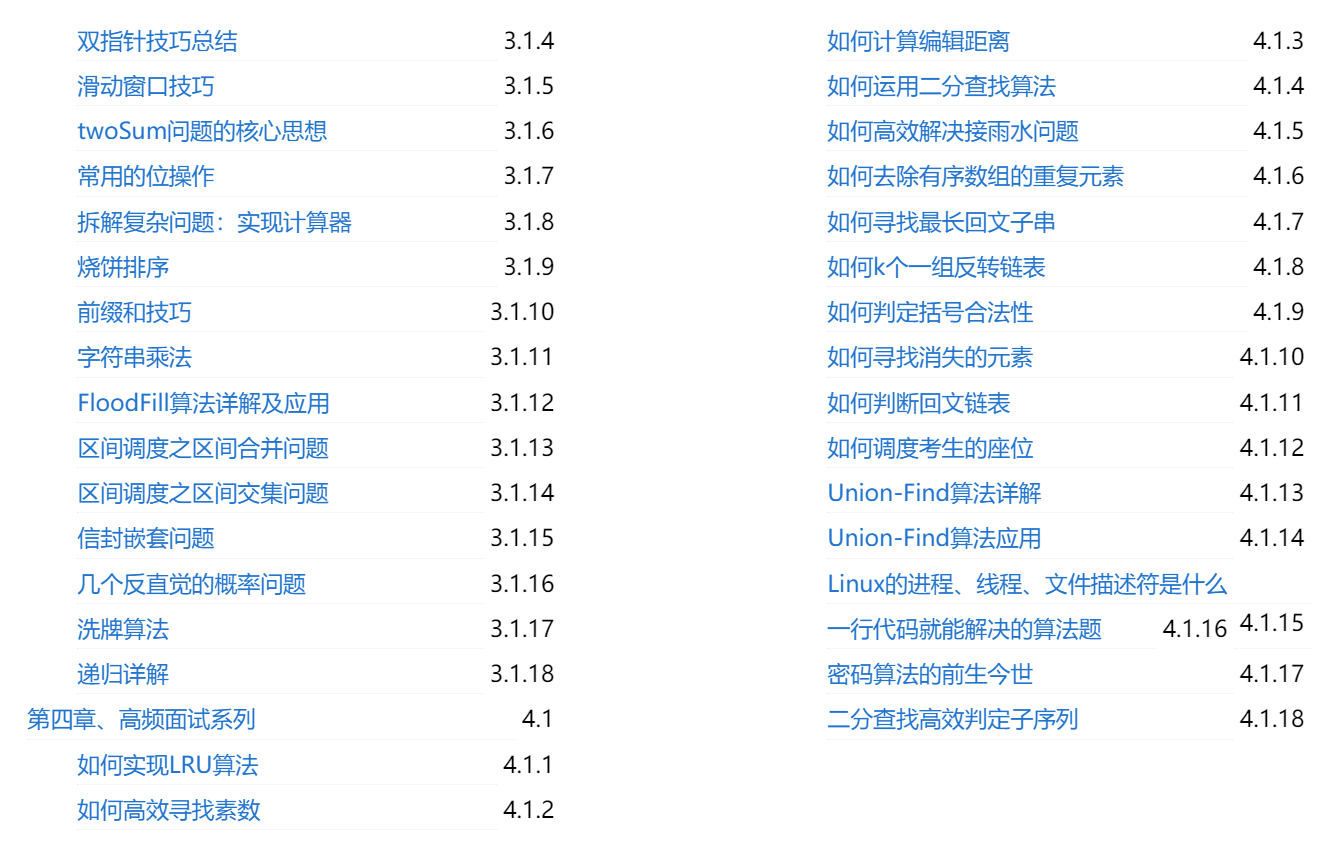 双指针技巧总结 3.1.4
滑动窗口技巧 3.1.5
twoSum问题的核心思想 3.1.6
常用的位操作 3.1.7
拆解复杂问题：实现计算器 3.1.8
烧饼排序 3.1.9
前缀和技巧 3.1.10
字符串乘法 3.1.11
FloodFill算法详解及应用 3.1.12
区间调度之区间合并问题 3.1.13
区间调度之区间交集问题 3.1.14
信封嵌套问题 3.1.15
几个反直觉的概率问题 3.1.16
洗牌算法 3.1.17
递归详解 3.1.18
第四章、高频面试系列 4.1
如何实现LRU算法 4.1.1
如何高效寻找素数 4.1.2
如何计算编辑距离 4.1.3
如何运用二分查找算法 4.1.4
如何高效解决接雨水问题 4.1.5
如何去除有序数组的重复元素 4.1.6
如何寻找最长回文子串 4.1.7
如何k个一组反转链表 4.1.8
如何判定括号合法性 4.1.9
如何寻找消失的元素 4.1.10
如何判断回文链表 4.1.11
如何调度考生的座位 4.1.12
Union-Find算法详解 4.1.13
Union-Find算法应用 4.1.14
Linux的进程、线程、文件描述符是什么 4.1.15
一行代码就能解决的算法题 4.1.16
密码算法的前生今世 4.1.17
二分查找高效判定子序列 4.1.18